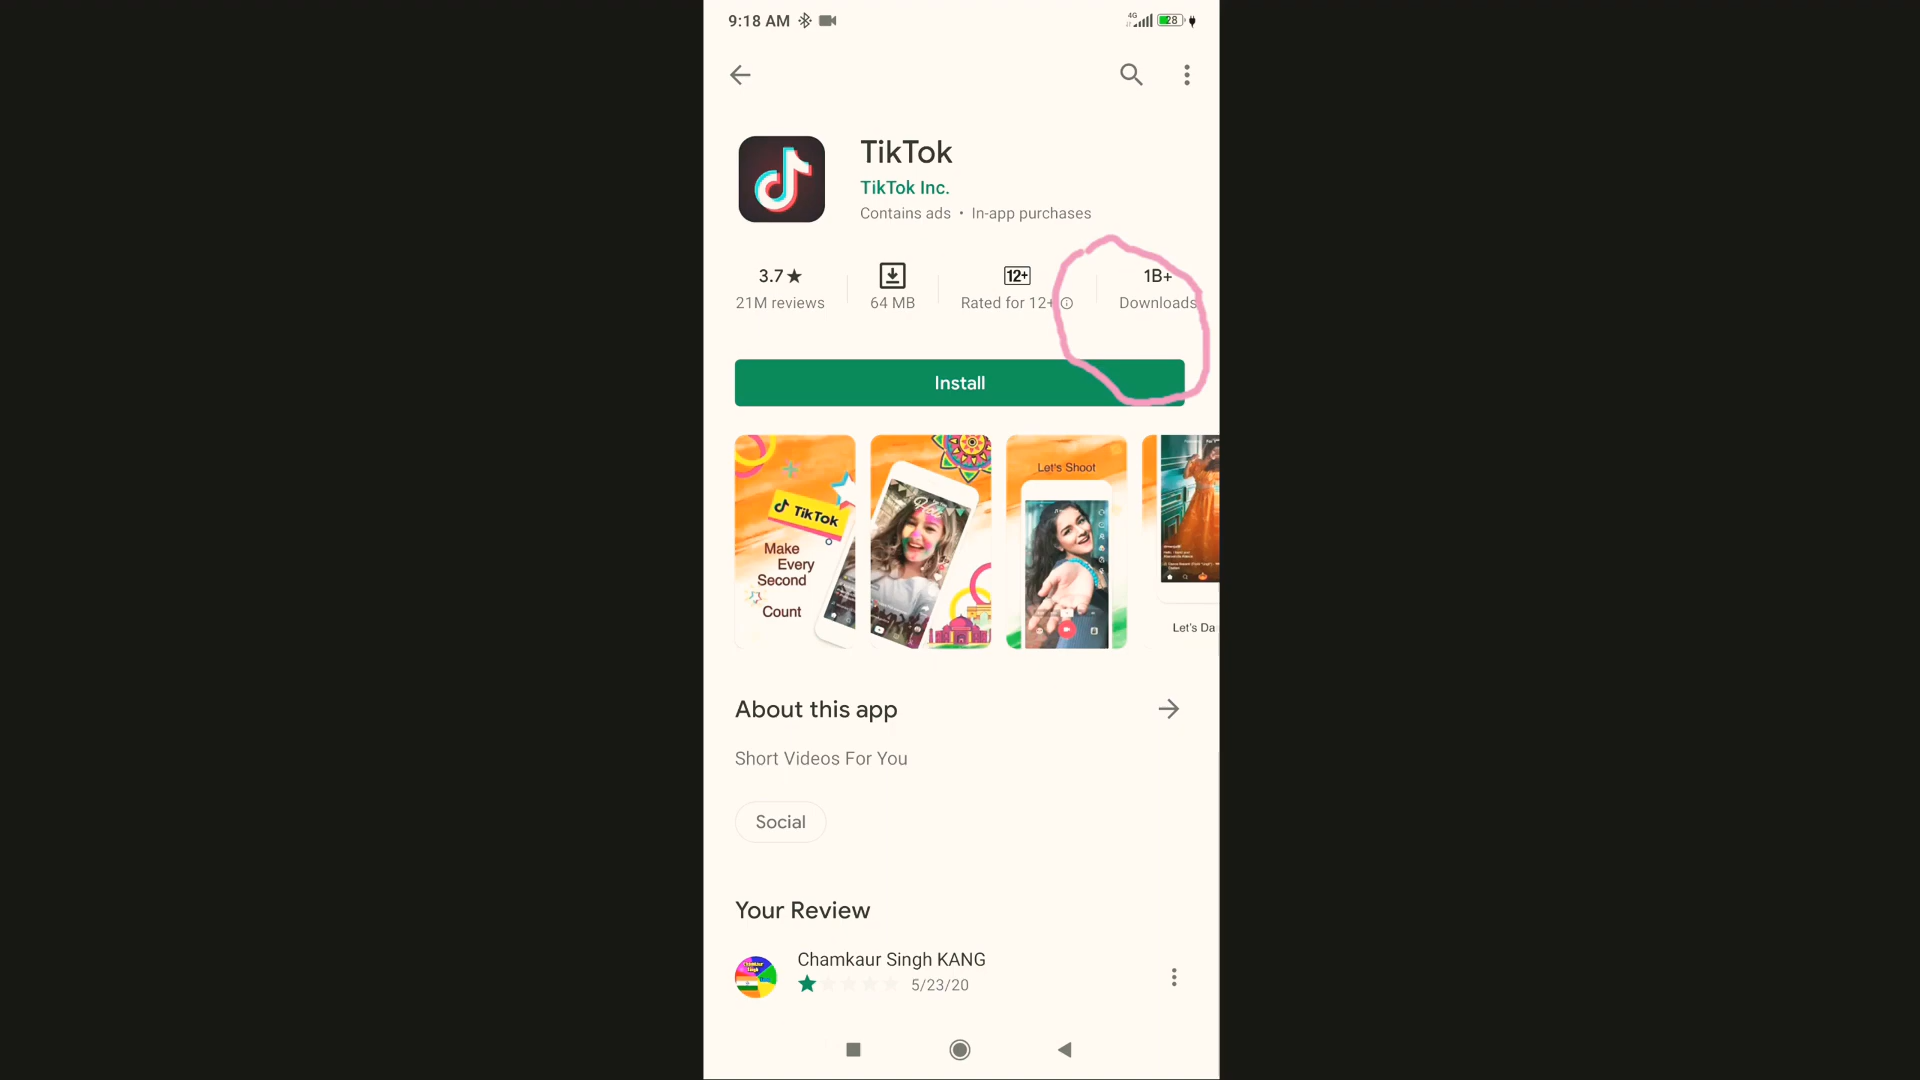 9:18 AM
4G
28
TikTok
TikTok Inc.
Contains ads • In-app purchases
3.7★
12+
1B+
21M reviews
64 MB
Rated for 12+
Downloads
Install
TikTok
Make
Every
Second
Count
Let's Shoot
Let's Da
About this app
Short Videos For You
Social
Your Review
Chamkaur Singh KANG
5/23/20